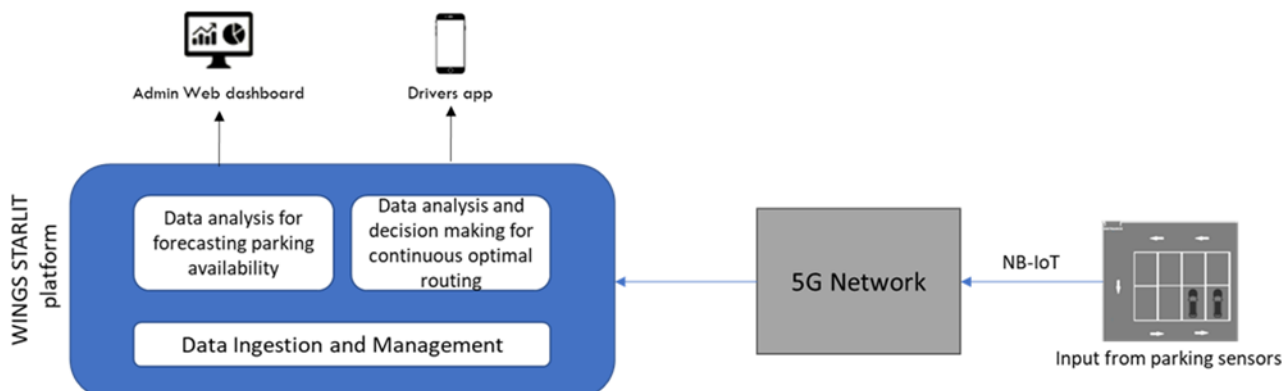 Admin Web dashboard
Drivers app
WINGS STARLIT
platform
Data analysis for
forecasting parking
availability
Data analysis and
decision making for
continuous optimal
routing
Data Ingestion and Management
5G Network
NB-IoT
Input from parking sensors